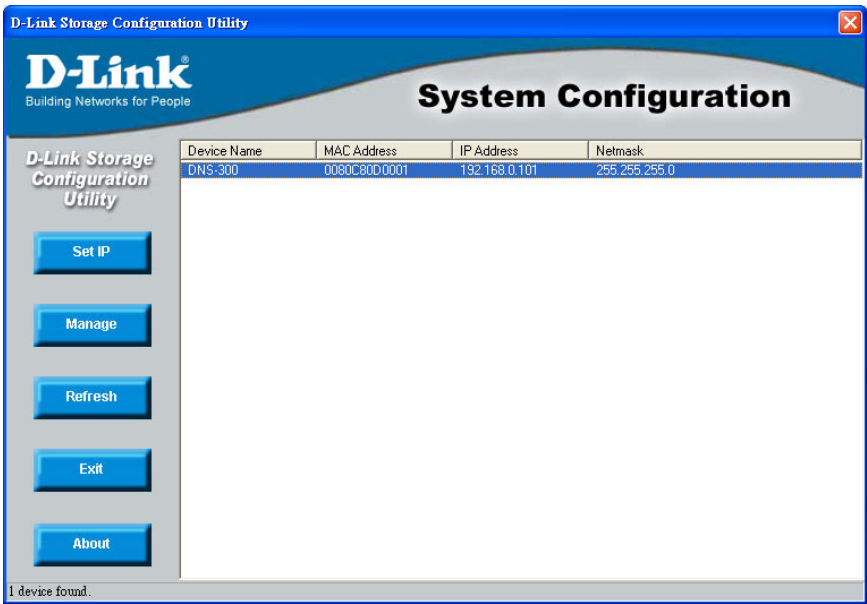 D-Link Storage Configuration Utility
D-Link®
Building Networks for People
System Configuration
D-Link Storage
Configuration
Utility
Device Name MAC Address IP Address Netmask
DNS-300 0080C80D0001 192.168.0.101 255.255.255.0
Set IP
Manage
Refresh
Exit
About
1 device found.